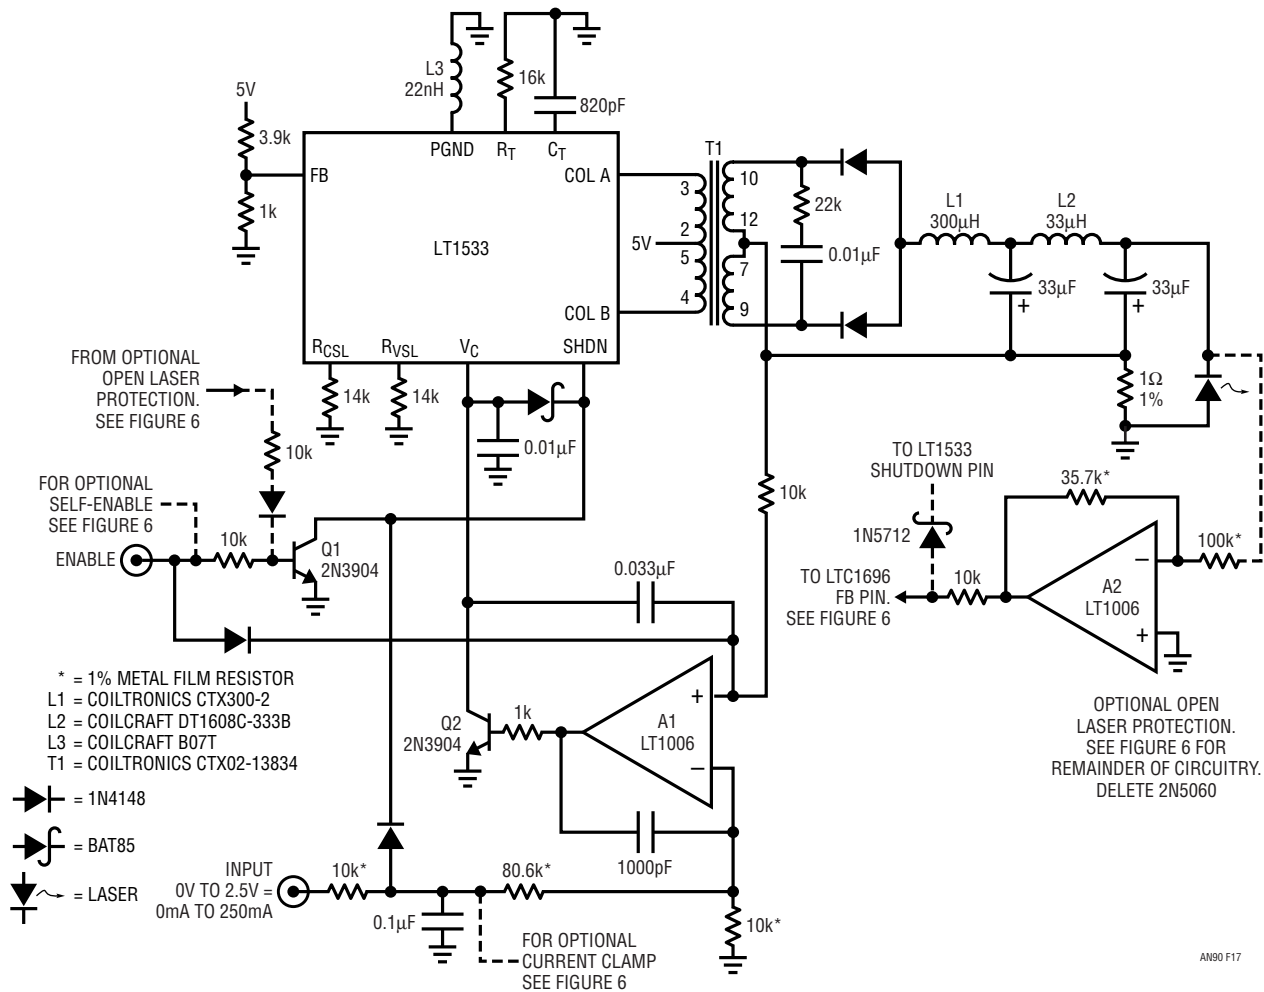 L3
22nH
16k
820pF
5V
3.9k
1k
FB
PGND
RT
CT
COL A
LT1533
COL B
RCSL
RVSL
VC
SHDN
T1
3
2
5
4
5V
10
12
7
9
22k
0.01µF
L1
300µH
L2
33µH
33µF
+
33µF
+
1Ω
1%
FROM OPTIONAL
OPEN LASER
PROTECTION.
SEE FIGURE 6
14k
14k
0.01µF
10k
FOR OPTIONAL
SELF-ENABLE
SEE FIGURE 6
ENABLE
10k
Q1
2N3904
10k
TO LT1533
SHUTDOWN PIN
1N5712
TO LTC1696
FB PIN.
SEE FIGURE 6
10k
35.7k*
100k*
–
A2
LT1006
+
OPTIONAL OPEN
LASER PROTECTION.
SEE FIGURE 6 FOR
REMAINDER OF CIRCUITRY.
DELETE 2N5060
0.033µF
+
A1
LT1006
–
Q2
2N3904
1k
1000pF
* = 1% METAL FILM RESISTOR
L1 = COILTRONICS CTX300-2
L2 = COILCRAFT DT1608C-333B
L3 = COILCRAFT B07T
T1 = COILTRONICS CTX02-13834
= 1N4148
= BAT85
= LASER
INPUT
0V TO 2.5V =
0mA TO 250mA
10k*
0.1µF
80.6k*
10k*
FOR OPTIONAL
CURRENT CLAMP
SEE FIGURE 6
AN90 F17